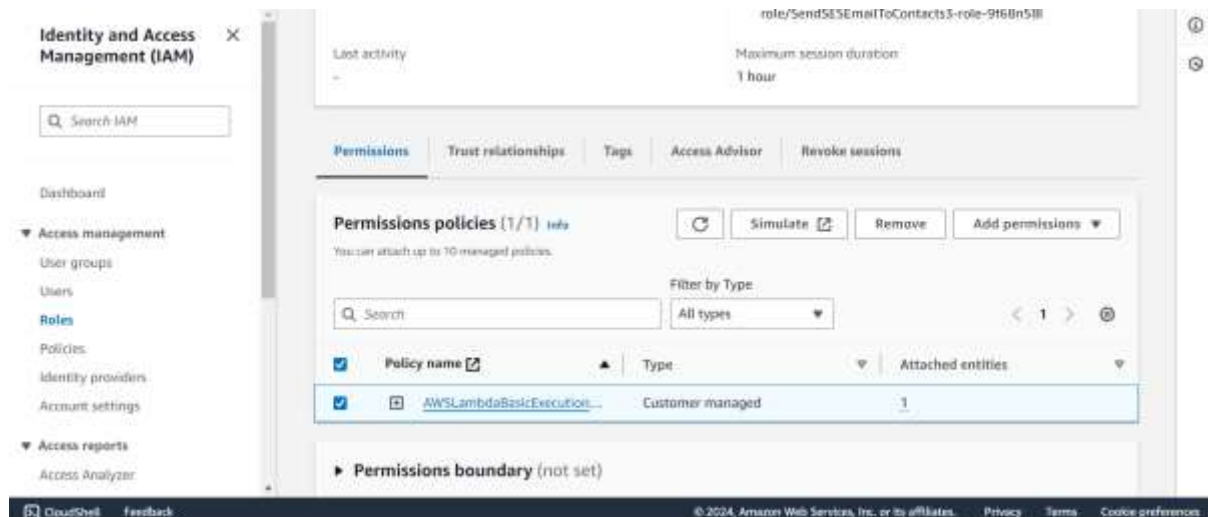 Identity and Access Management (IAM)
Search IAM
Dashboard
Access management
User groups
Users
Roles
Policies
Identity providers
Account settings
Access reports
Access Analyzer
role/SendSESEmailToContacts3-role-9f68n5l8
Last activity
-
Maximum session duration
1 hour
Permissions
Trust relationships
Tags
Access Advisor
Revoke sessions
Permissions policies (1/1) Info
Simulate
Remove
Add permissions
You can attach up to 10 managed policies.
Filter by Type
Search
All types
1
Policy name
Type
Attached entities
AWSLambdaBasicExecution...
Customer managed
1
Permissions boundary (not set)
CloudShell
Feedback
© 2024, Amazon Web Services, Inc. or its affiliates.
Privacy
Terms
Cookie preferences